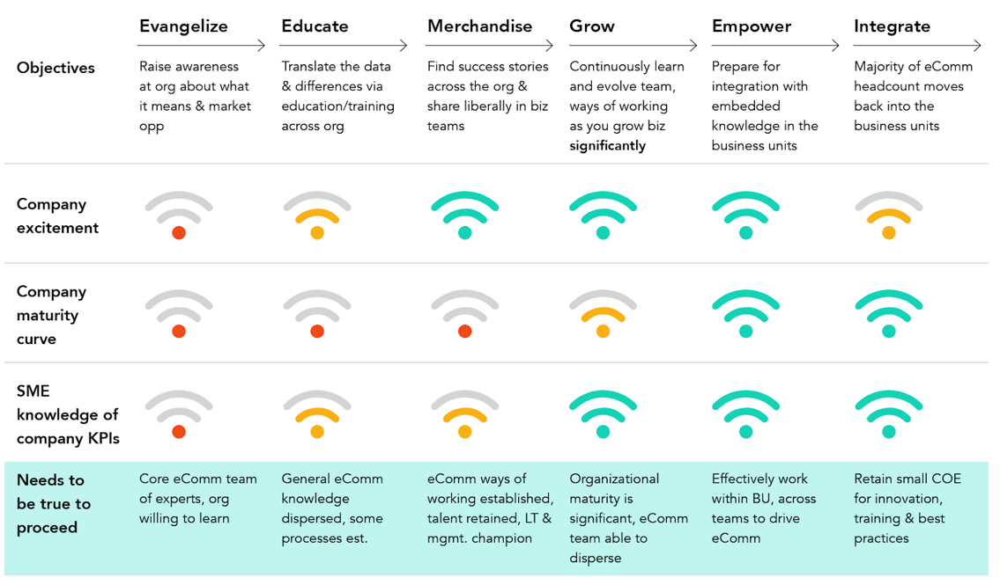 Evangelize
Educate
Merchandise
Grow
Empower
Integrate
Objectives
Raise awareness
at org about what
it means & market
opp
Translate the data
& differences via
education/training
across org
Find success stories
across the org &
share liberally in biz
teams
Continuously learn
and evolve team,
ways of working
as you grow biz
significantly
Prepare for
integration with
embedded
knowledge in the
business units
Majority of eComm
headcount moves
back into the
business units
Company
excitement
Company
maturity
curve
SME
knowledge of
company KPIs
Needs to
be true to
proceed
Core eComm team
of experts, org
willing to learn
General eComm
knowledge
dispersed, some
processes est.
eComm ways of
working established,
talent retained, LT &
mgmt. champion
Organizational
maturity is
significant, eComm
team able to
disperse
Effectively work
within BU, across
teams to drive
eComm
Retain small COE
for innovation,
training & best
practices